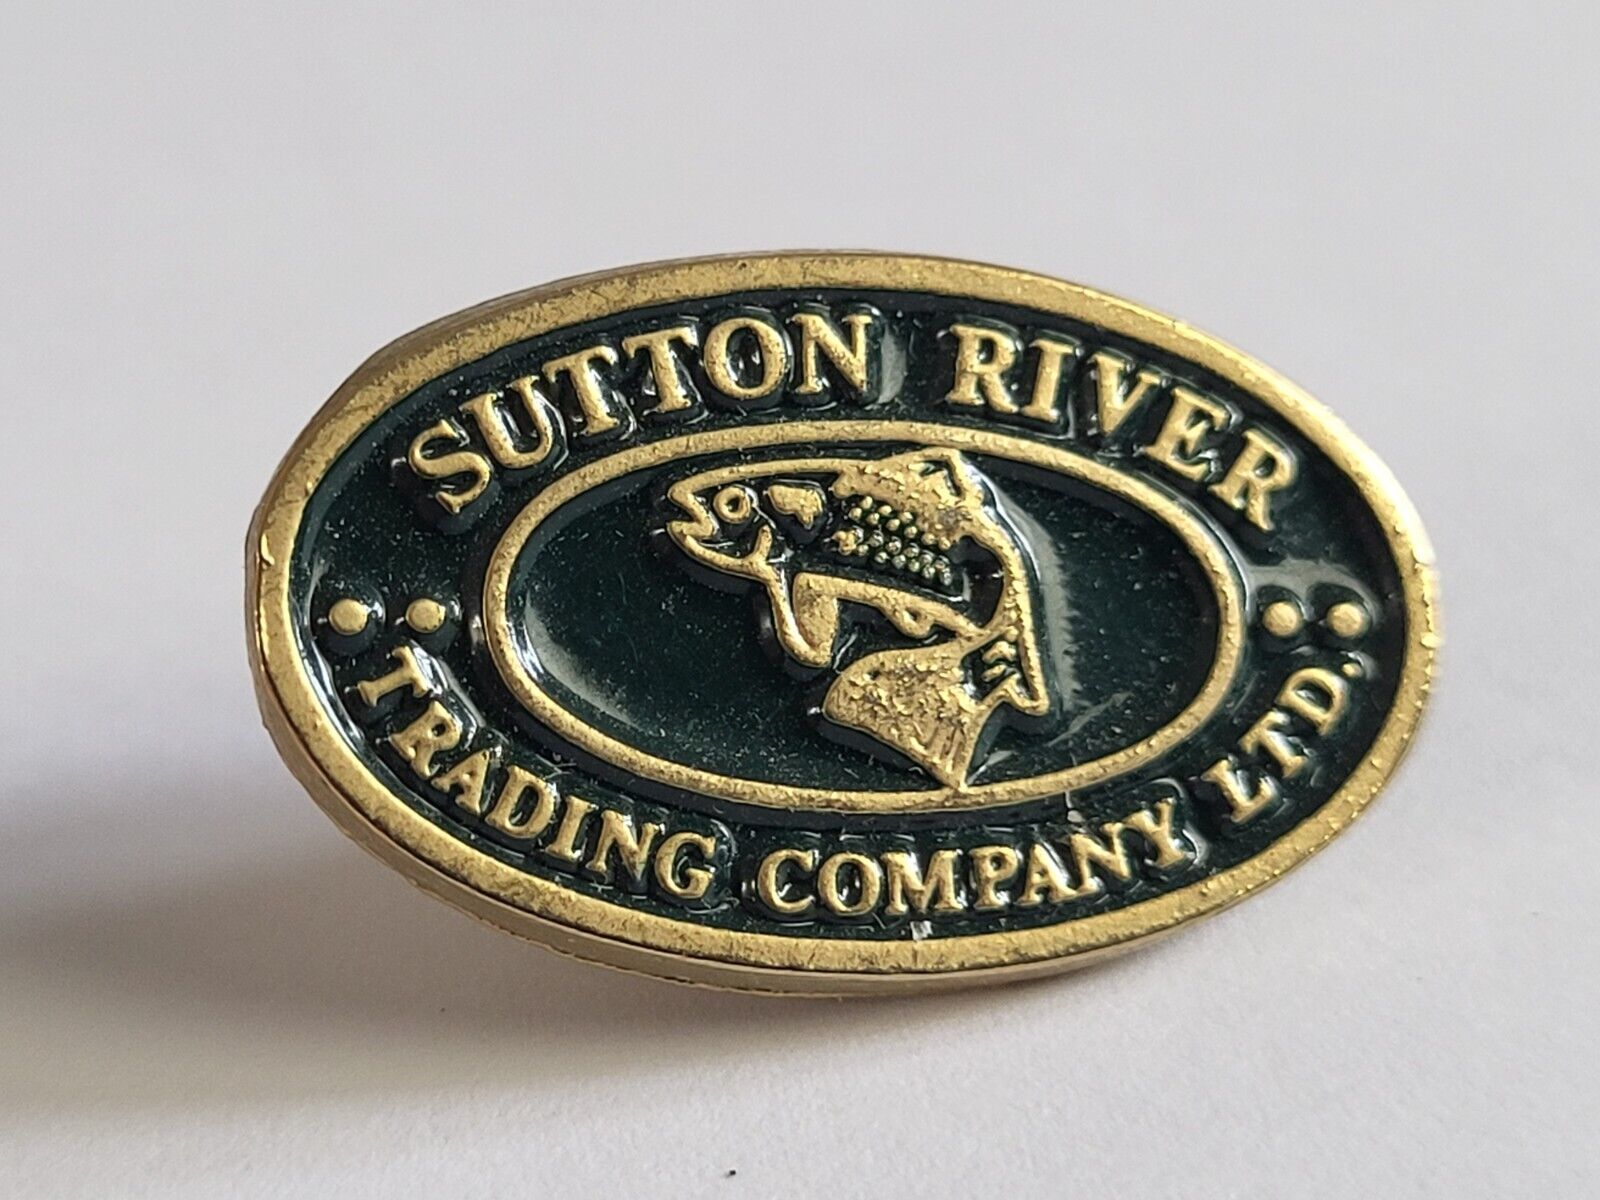 SUTTON RIVER
TRADING COMPANY LTD.